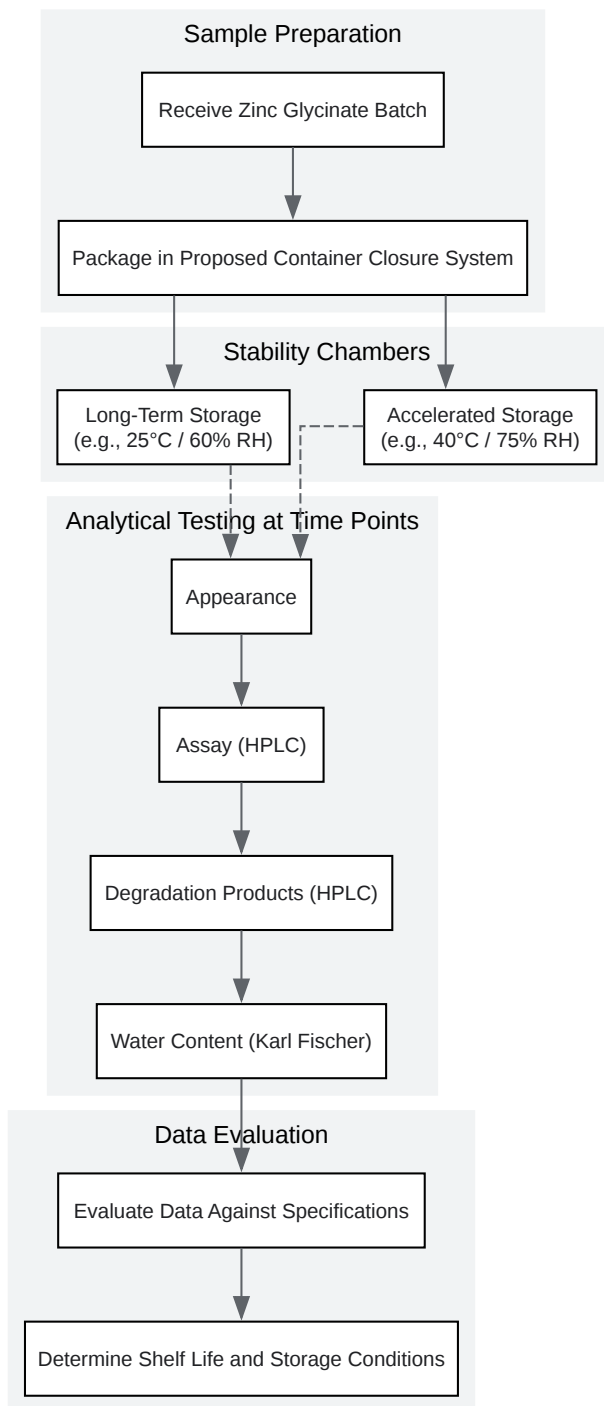 Sample Preparation
Receive Zinc Glycinate Batch
Package in Proposed Container Closure System
Stability Chambers
Long-Term Storage
(e.g., 25°C / 60% RH)
Accelerated Storage
(e.g., 40°C / 75% RH)
Analytical Testing at Time Points
Appearance
Assay (HPLC)
Degradation Products (HPLC)
Water Content (Karl Fischer)
Data Evaluation
Evaluate Data Against Specifications
Determine Shelf Life and Storage Conditions